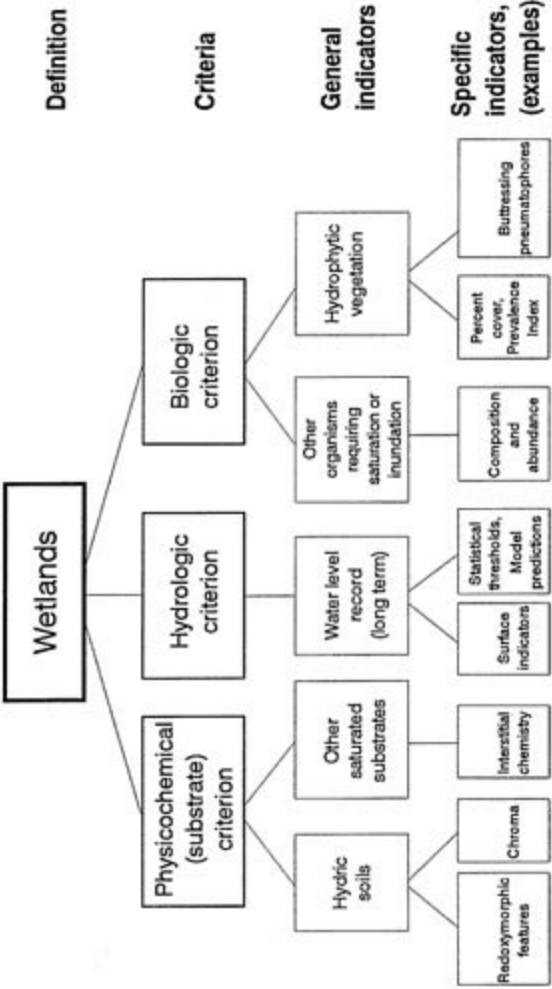 Wetlands
Definition
Physicochemical
(substrate)
criterion
Hydrologic
criterion
Biologic
criterion
Criteria
Hydric
soils
Other
saturated
substrates
Water level
record
(long term)
Other
organisms
requiring
saturation or
inundation
Hydrophytic
vegetation
General
indicators
Redoxymorphic
features
Chroma
Interstitial
chemistry
Surface
indicators
Statistical
thresholds,
Model
predictions
Composition
and
abundance
Percent
cover,
Prevalence
Index
Buttressing
pneumatophores
Specific
indicators,
(examples)